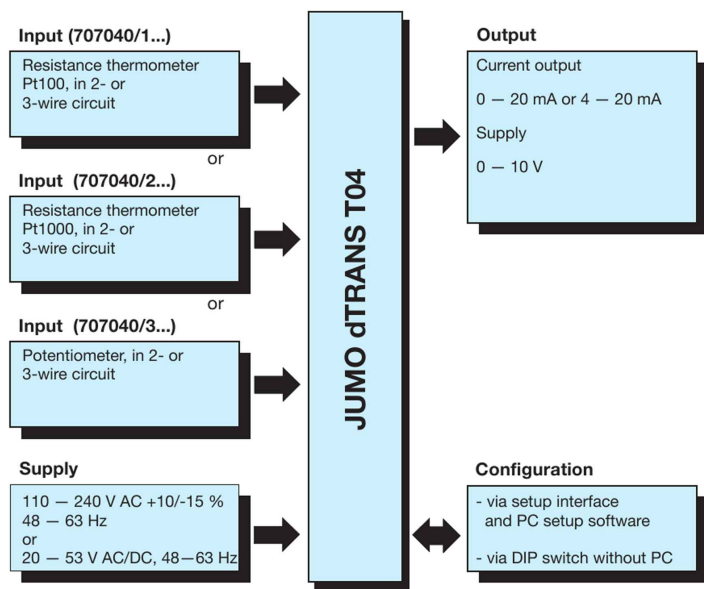 Input (707040/1...)
Resistance thermometer
Pt100, in 2- or
3-wire circuit
or
Input (707040/2...)
Resistance thermometer
Pt1000, in 2- or
3-wire circuit
or
Input (707040/3...)
Potentiometer, in 2- or
3-wire circuit
Supply
110 — 240 V AC +10/-15 %
48 — 63 Hz
or
20 — 53 V AC/DC, 48—63 Hz
JUMO dTRANS T04
Output
Current output
0 — 20 mA or 4 — 20 mA
Supply
0 — 10 V
Configuration
- via setup interface
and PC setup software
- via DIP switch without PC